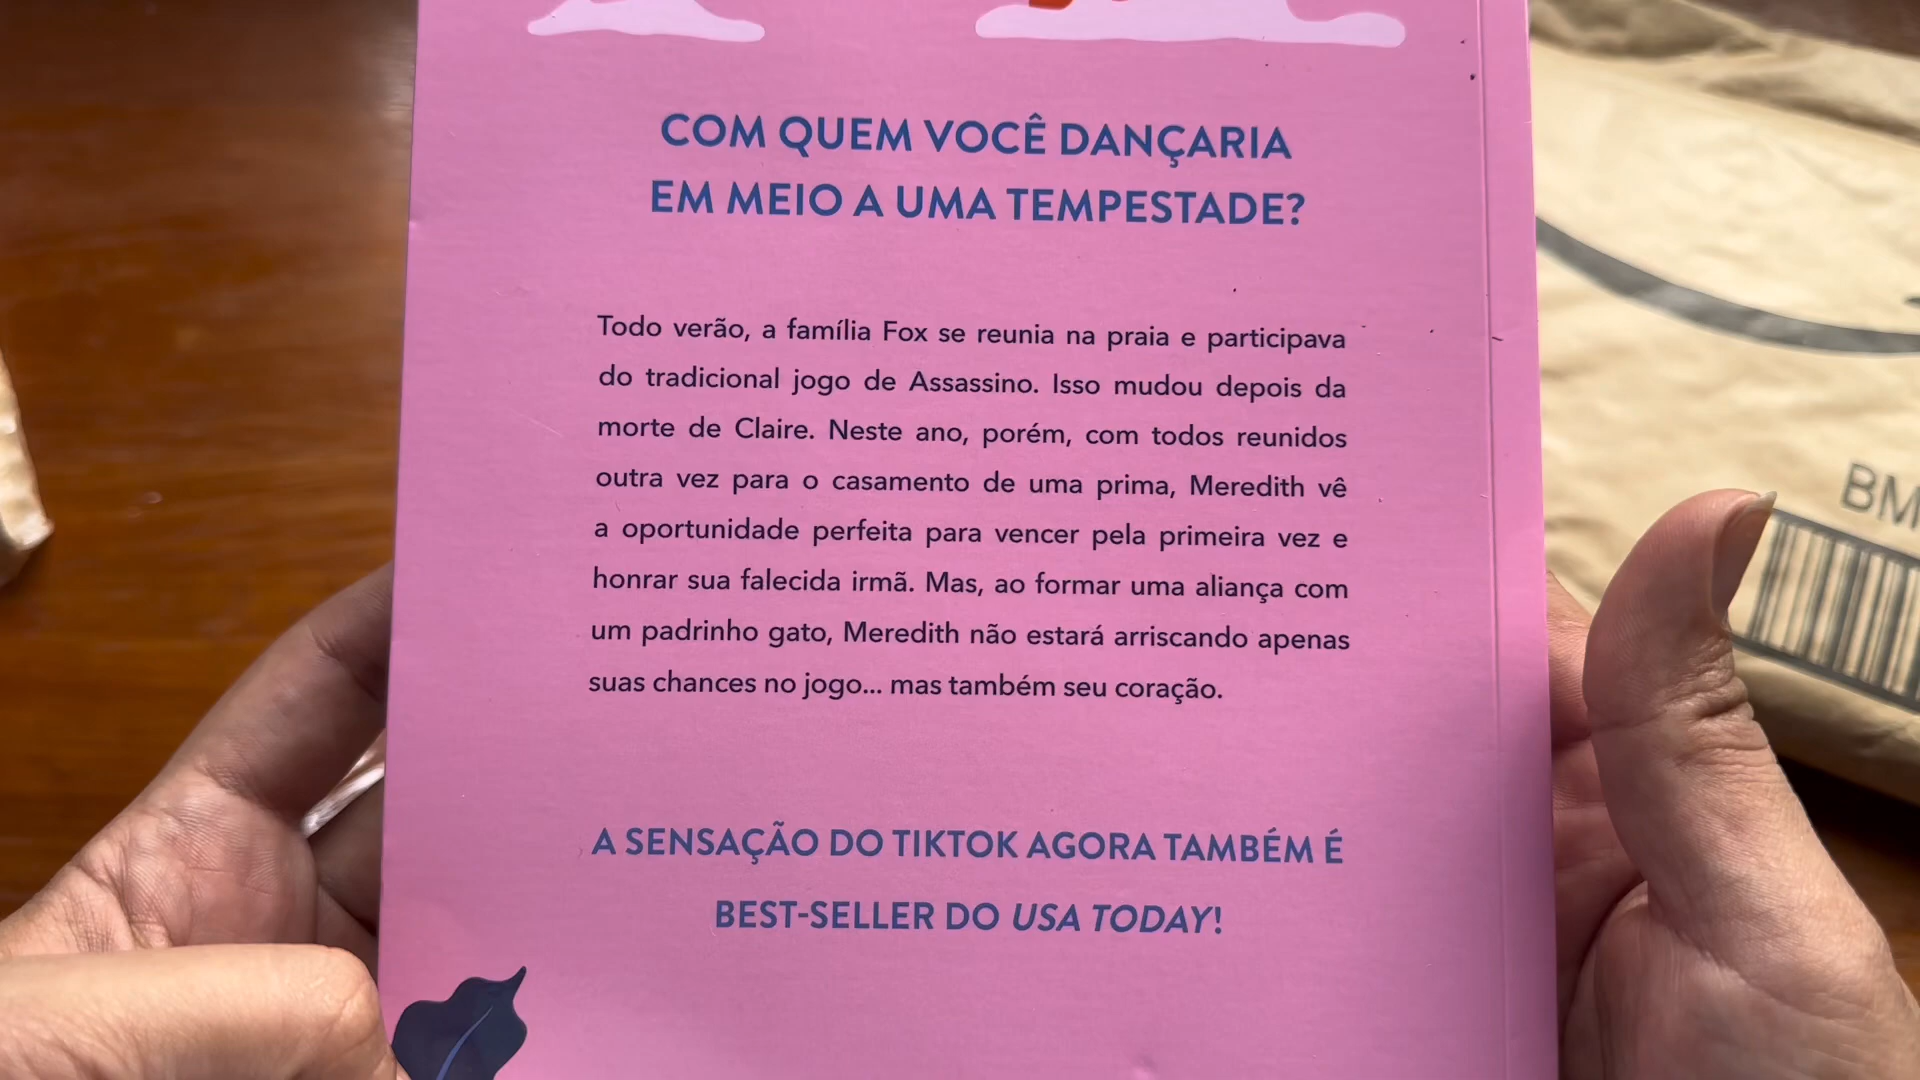 COM QUEM VOCÊ DANÇARIA
EM MEIO A UMA TEMPESTADE?
Todo verão, a família Fox se reunia na praia e participava
do tradicional jogo de Assassino. Isso mudou depois da
morte de Claire. Neste ano, porém, com todos reunidos
outra vez para o casamento de uma prima, Meredith vê
a oportunidade perfeita para vencer pela primeira vez e
honrar sua falecida irmã. Mas, ao formar uma aliança com
um padrinho gato, Meredith não estará arriscando apenas
suas chances no jogo... mas também seu coração.
A SENSAÇÃO DO TIKTOK AGORA TAMBÉM É
BEST-SELLER DO USA TODAY!
BM